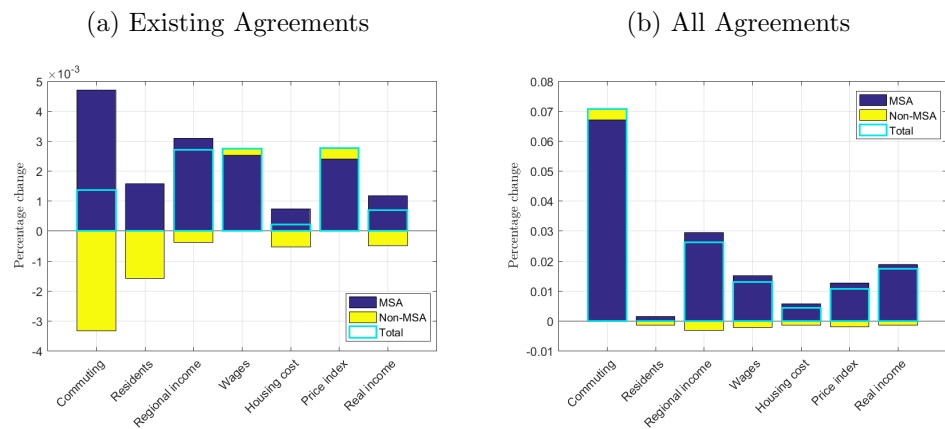 (a) Existing Agreements
×10⁻³
5
4
3
2
1
0
-1
-2
-3
-4
Percentage change
MSA
Non-MSA
Total
Commuting
Residents
Regional income
Wages
Housing cost
Price index
Real income
(b) All Agreements
0.08
0.07
0.06
0.05
0.04
0.03
0.02
0.01
0
-0.01
Percentage change
MSA
Non-MSA
Total
Commuting
Residents
Regional income
Wages
Housing cost
Price index
Real income